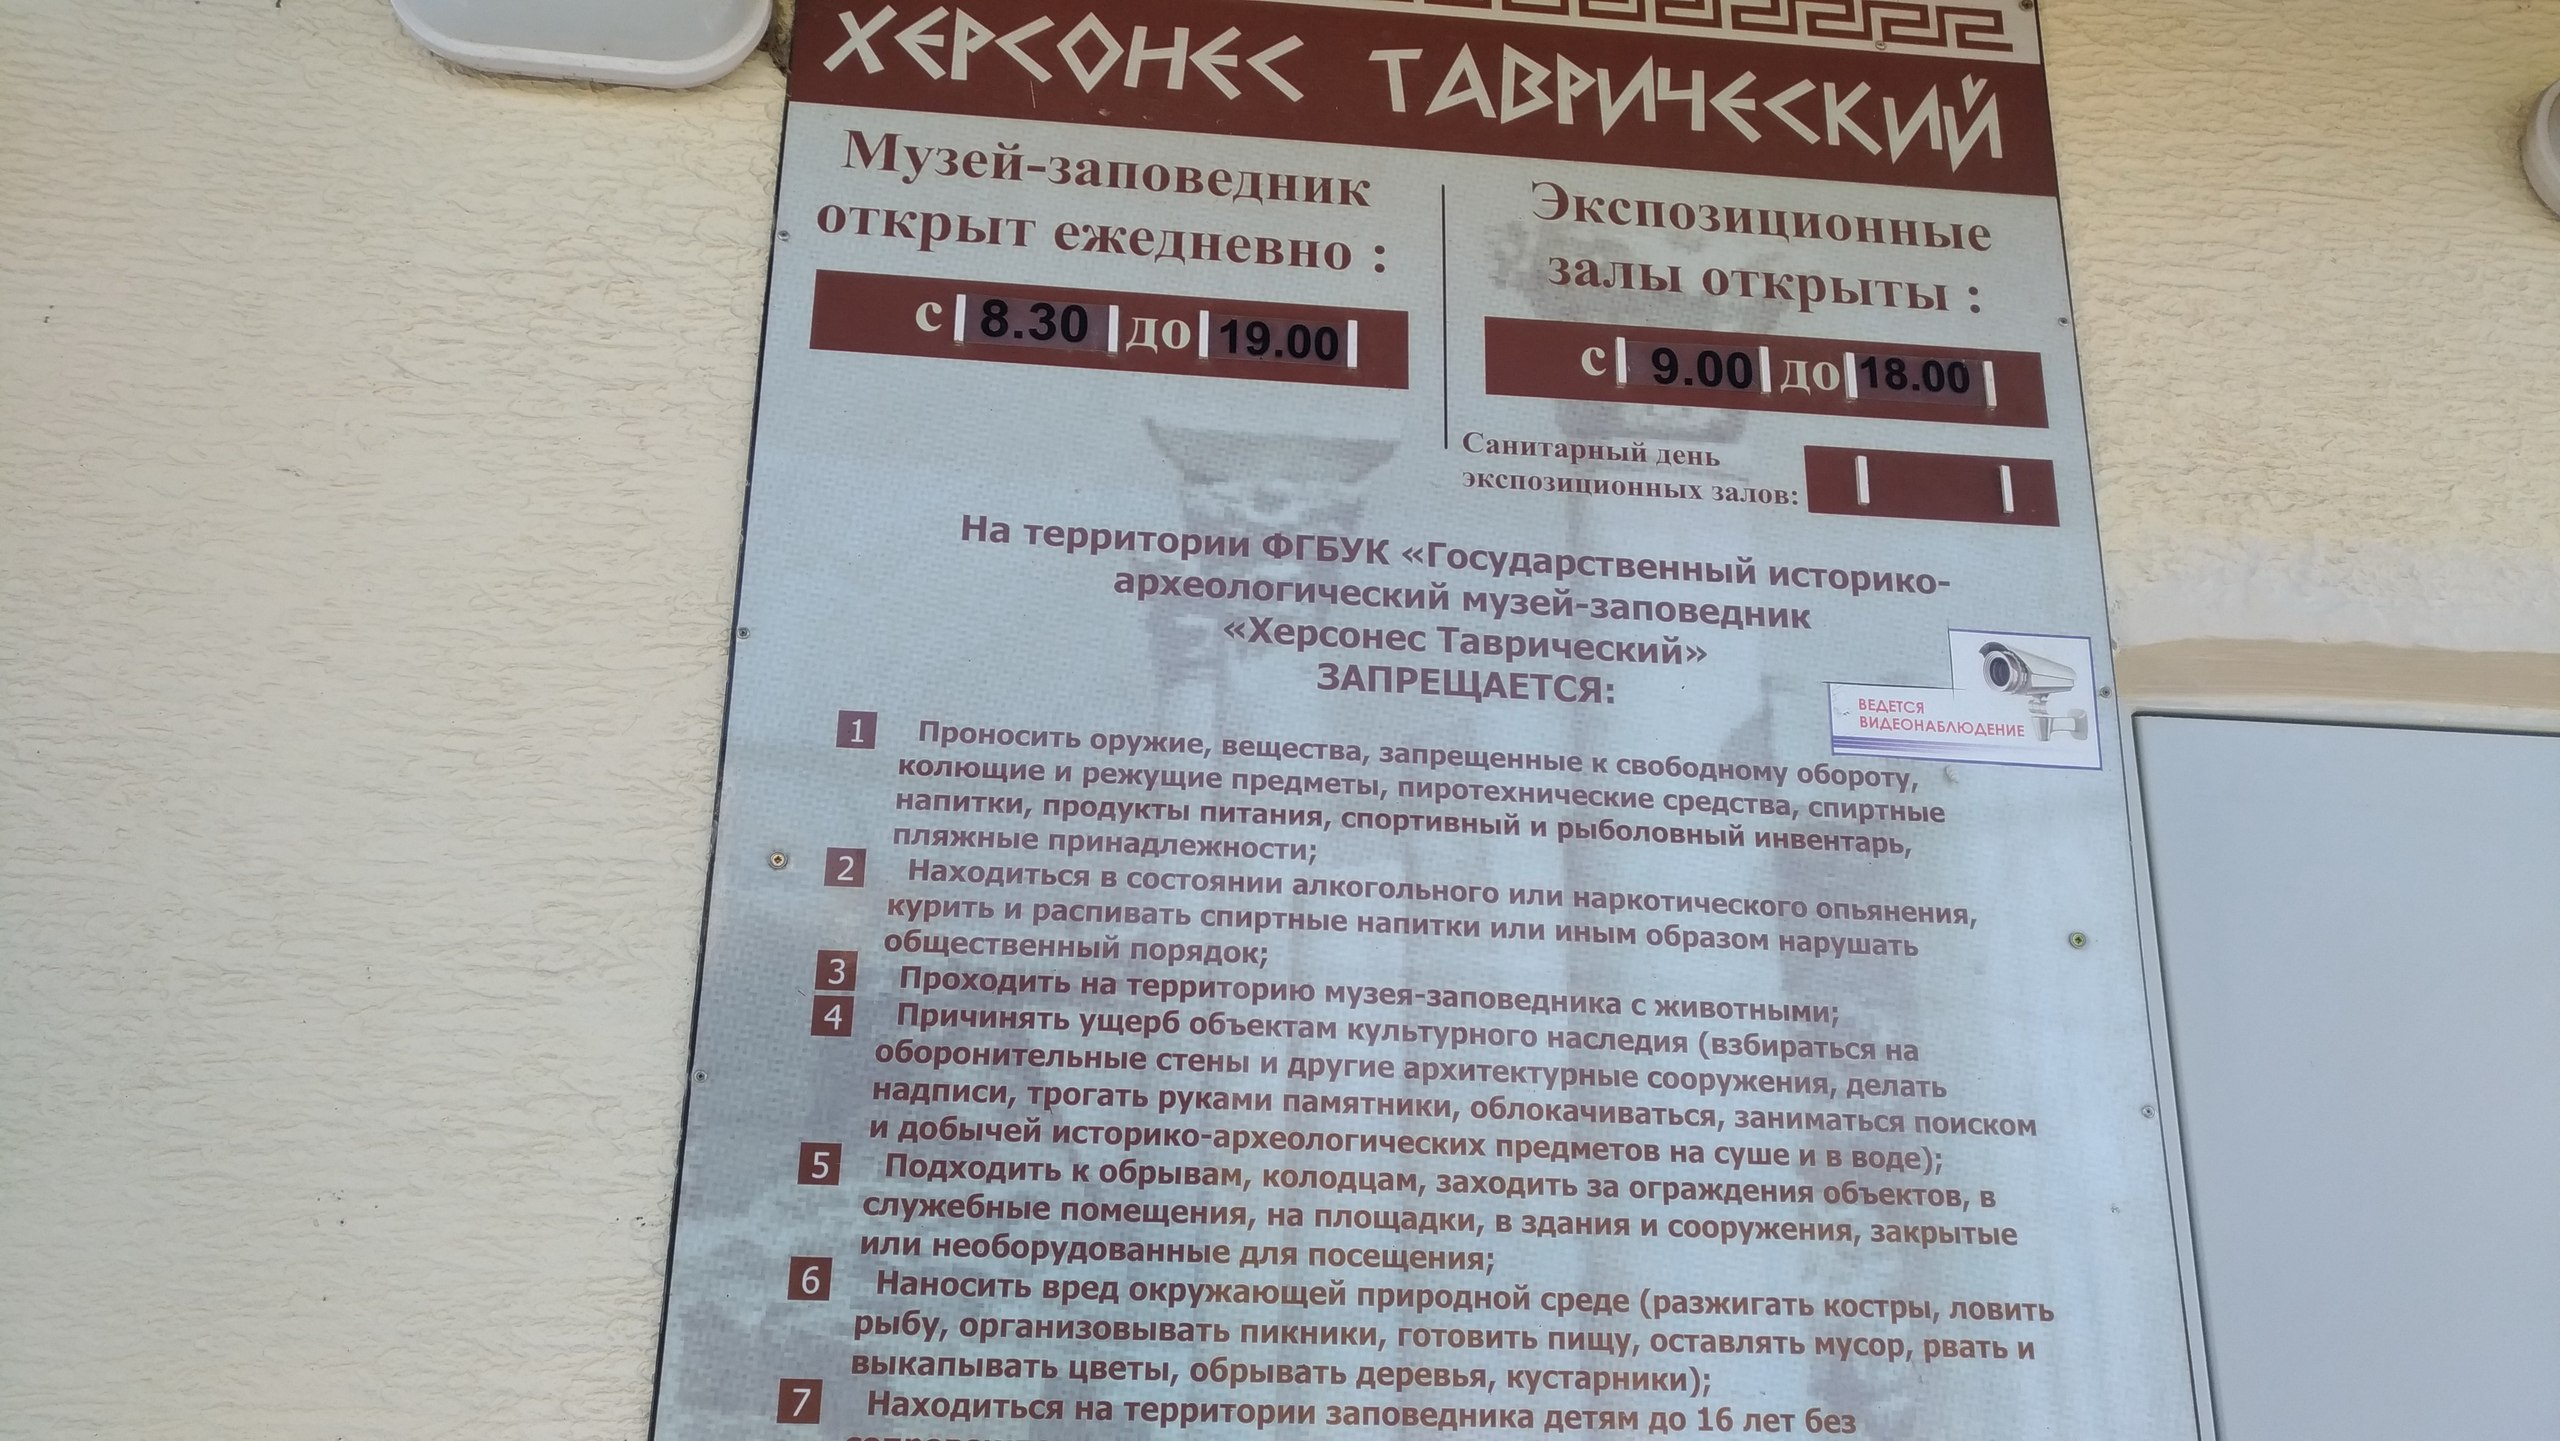 ХЕРСОНЕС ТАВРИЧЕСКИЙ
Музей-заповедник
открыт ежедневно :
с 8.30 до 19.00
Экспозиционные
залы открыты :
с 9.00 до 18.00
Санитарный день
экспозиционных залов:
На территории ФГБУК «Государственный историко-
археологический музей-заповедник
«Херсонес Таврический»
ЗАПРЕЩАЕТСЯ:
ВЕДЕТСЯ
ВИДЕОНАБЛЮДЕНИЕ
1 Проносить оружие, вещества, запрещенные к свободному обороту,
колющие и режущие предметы, пиротехнические средства, спиртные
напитки, продукты питания, спортивный и рыболовный инвентарь,
пляжные принадлежности;
2 Находиться в состоянии алкогольного или наркотического опьянения,
курить и распивать спиртные напитки или иным образом нарушать
общественный порядок;
3 Проходить на территорию музея-заповедника с животными;
4 Причинять ущерб объектам культурного наследия (взбираться на
оборонительные стены и другие архитектурные сооружения, делать
надписи, трогать руками памятники, облокачиваться, заниматься поиском
и добычей историко-археологических предметов на суше и в воде);
5 Подходить к обрывам, колодцам, заходить за ограждения объектов, в
служебные помещения, на площадки, в здания и сооружения, закрытые
или необорудованные для посещения;
6 Наносить вред окружающей природной среде (разжигать костры, ловить
рыбу, организовывать пикники, готовить пищу, оставлять мусор, рвать и
выкапывать цветы, обрывать деревья, кустарники);
7 Находиться на территории заповедника детям до 16 лет без